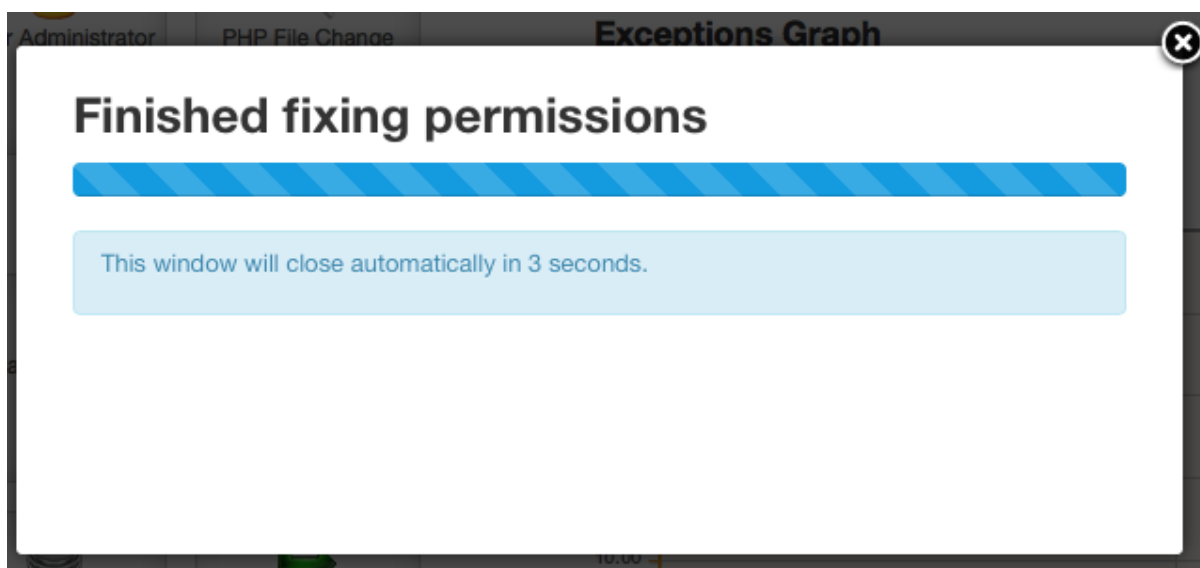 r Administrator
PHP File Change
Exceptions Graph
Finished fixing permissions
This window will close automatically in 3 seconds.
10.00